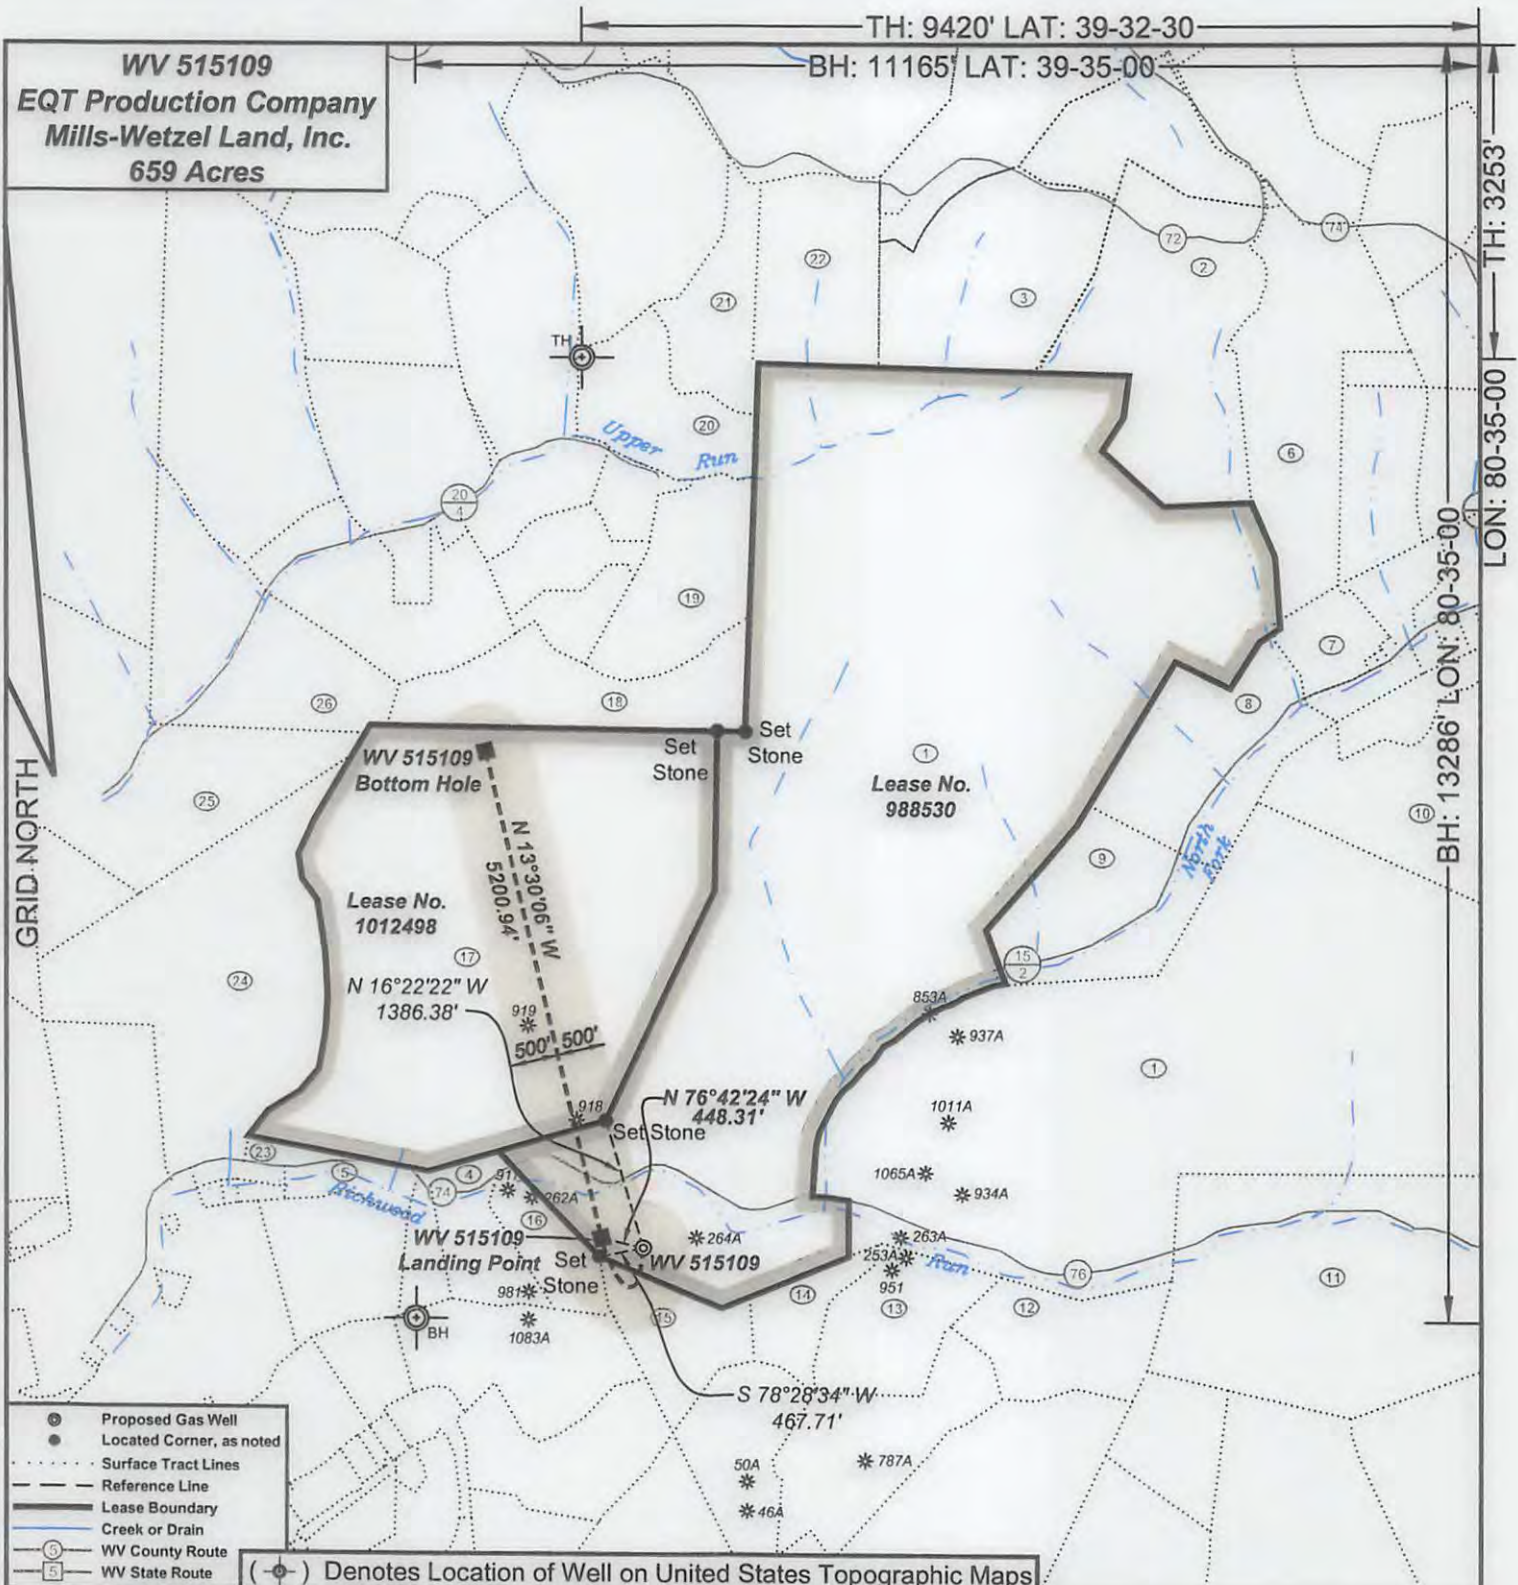 TH: 9420' LAT: 39-32-30
BH: 11165' LAT: 39-35-00
WV 515109
EQT Production Company
Mills-Wetzel Land, Inc.
659 Acres
TH: 3253'
LON: 80-35-00
BH: 13286' LON: 80-35-00
72
74
2
22
21
3
TH
20
Upper
Run
6
20
4
19
7
26
18
8
Set
Stone
Set
Stone
WV 515109
Bottom Hole
1
Lease No.
988530
25
10
GRID NORTH
North
Fork
9
N 13°30'06" W
5200.94'
Lease No.
1012498
17
24
15
2
N 16°22'22" W
1386.38'
919
853A
937A
500' 500'
1
N 76°42'24" W
448.31'
918
Set Stone
1011A
23
5
4
74
Richwood
262A
1065A
934A
16
WV 515109
Landing Point
Set
Stone
WV 515109
264A
263A
253A
951
Run
76
11
981
14
13
12
15
BH
1083A
S 78°28'34" W
467.71'
50A
787A
46A
Proposed Gas Well
Located Corner, as noted
Surface Tract Lines
Reference Line
Lease Boundary
Creek or Drain
5 WV County Route
5 WV State Route
( ) Denotes Location of Well on United States Topographic Maps